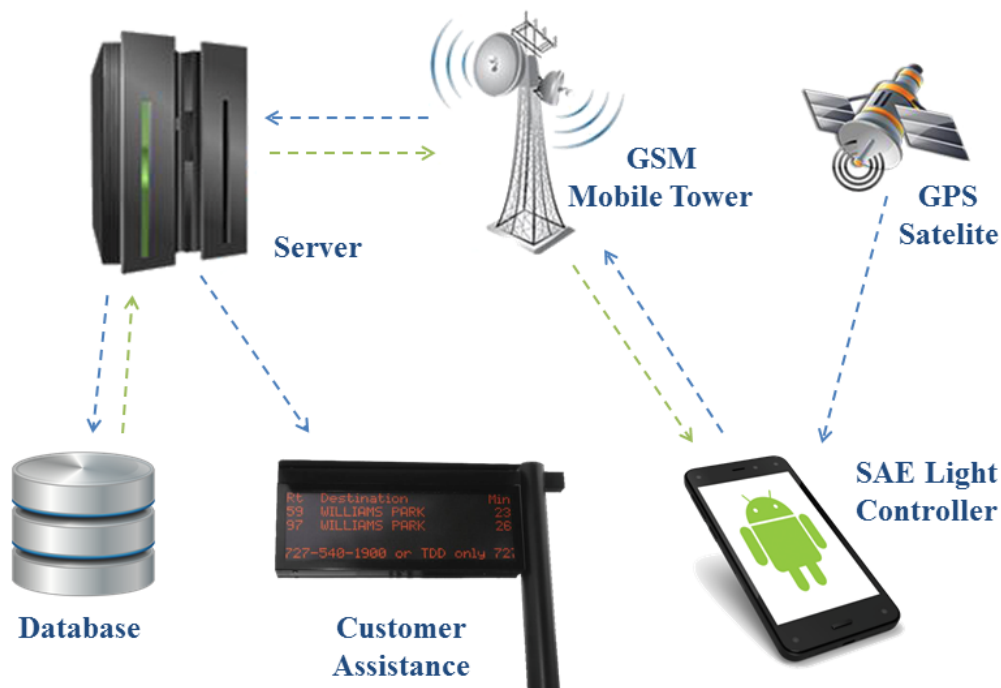 GSM
Mobile Tower
GPS
Satelite
Server
SAE Light
Controller
Rt Destination Min
59 WILLIAMS PARK 23
97 WILLIAMS PARK 26
727-540-1900 or TDD only 727
Database
Customer
Assistance